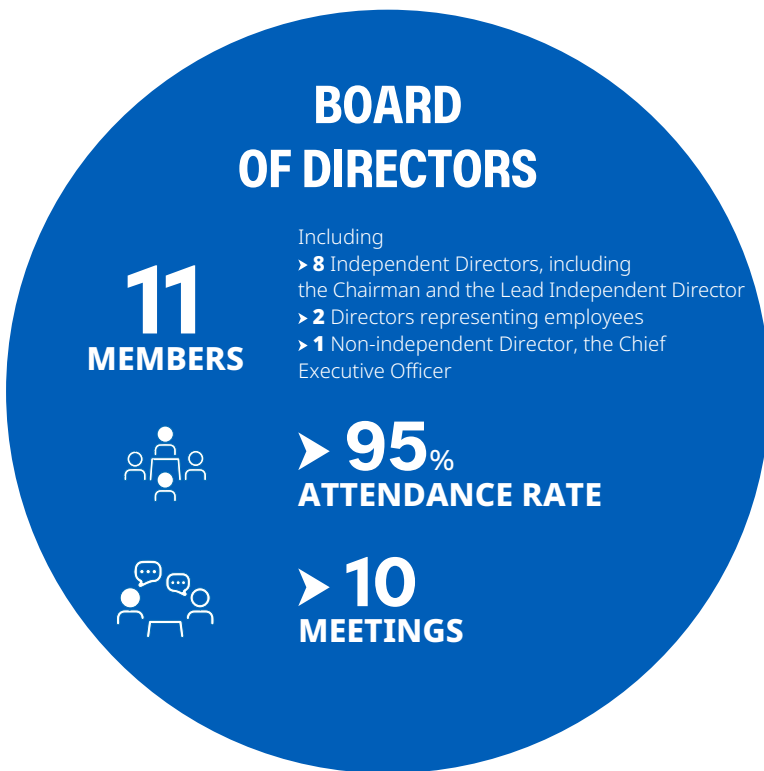 BOARD
OF DIRECTORS
11
MEMBERS
Including
➤ 8 Independent Directors, including
the Chairman and the Lead Independent Director
➤ 2 Directors representing employees
➤ 1 Non-independent Director, the Chief
Executive Officer
➤ 95%
ATTENDANCE RATE
➤ 10
MEETINGS